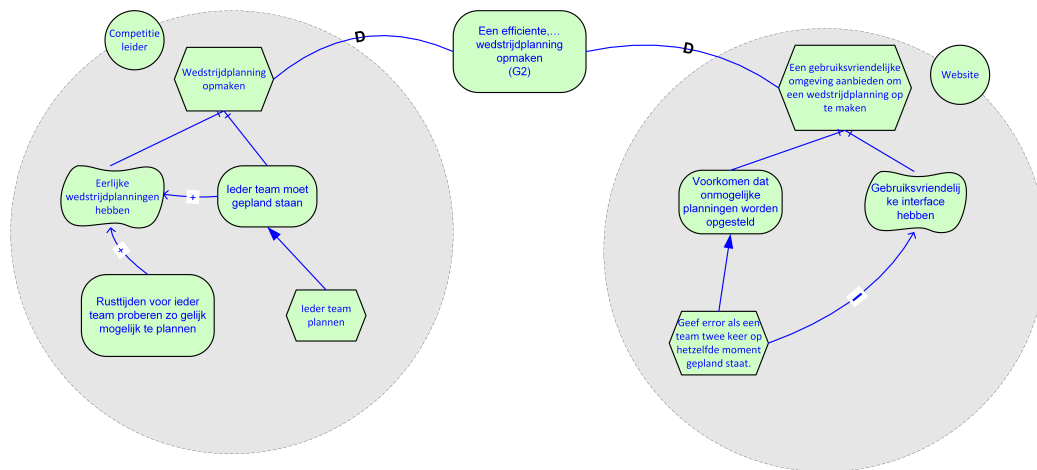 Competitie
leider
Wedstrijdplanning
opmaken
D
Een efficiente,...
wedstrijdplanning
opmaken
(G2)
D
Een gebruiksvriendelijke
omgeving aanbieden om
een wedstrijdplanning op
te maken
Website
Eerlijke
wedstrijdplanningen
hebben
+
Ieder team moet
gepland staan
+
Rusttijden voor ieder
team proberen zo gelijk
mogelijk te plannen
Ieder team
plannen
Voorkomen dat
onmogelijke
planningen worden
opgesteld
Gebruiksvriendelij
ke interface
hebben
Geef error als een
team twee keer op
hetzelfde moment
gepland staat.
−